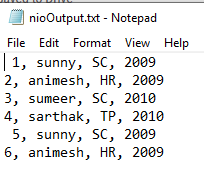 nioOutput.txt - Notepad
File Edit Format View Help
1, sunny, SC, 2009
2, animesh, HR, 2009
3, sumeer, SC, 2010
4, sarthak, TP, 2010
5, sunny, SC, 2009
6, animesh, HR, 2009